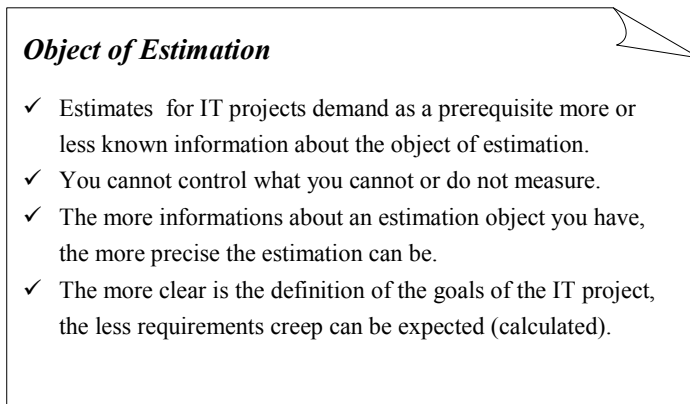 Object of Estimation
✓ Estimates for IT projects demand as a prerequisite more or
less known information about the object of estimation.
✓ You cannot control what you cannot or do not measure.
✓ The more informations about an estimation object you have,
the more precise the estimation can be.
✓ The more clear is the definition of the goals of the IT project,
the less requirements creep can be expected (calculated).